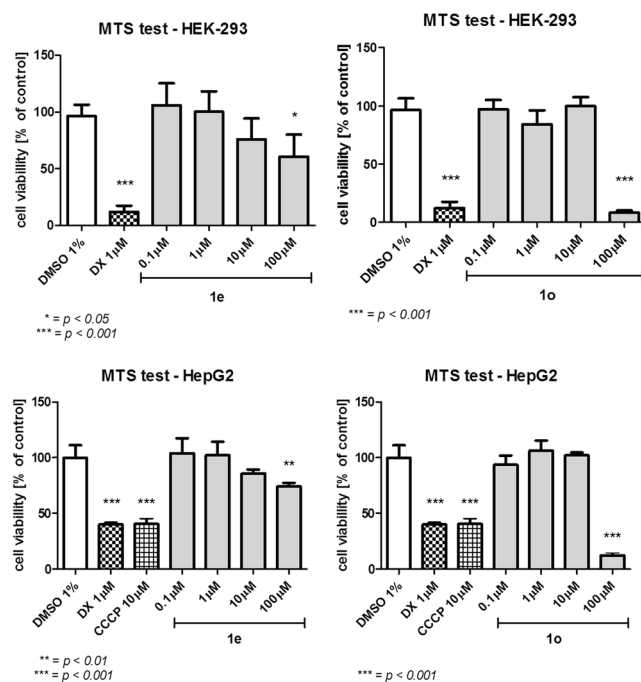 MTS test - HEK-293
cell viabillity [% of control]
150
100
50
0
DMSO 1%
DX 1µM
0.1µM
1µM
10µM
100µM
***
*
1e
* = p < 0.05
*** = p < 0.001
MTS test - HEK-293
cell viabillity [% of control]
150
100
50
0
DMSO 1%
DX 1µM
0.1µM
1µM
10µM
100µM
***
***
1o
*** = p < 0.001
MTS test - HepG2
cell viabillity [% of control]
150
100
50
0
DMSO 1%
DX 1µM
CCCP 10µM
0.1µM
1µM
10µM
100µM
***
***
**
1e
** = p < 0.01
*** = p < 0.001
MTS test - HepG2
cell viabillity [% of control]
150
100
50
0
DMSO 1%
DX 1µM
CCCP 10µM
0.1µM
1µM
10µM
100µM
***
***
***
1o
*** = p < 0.001